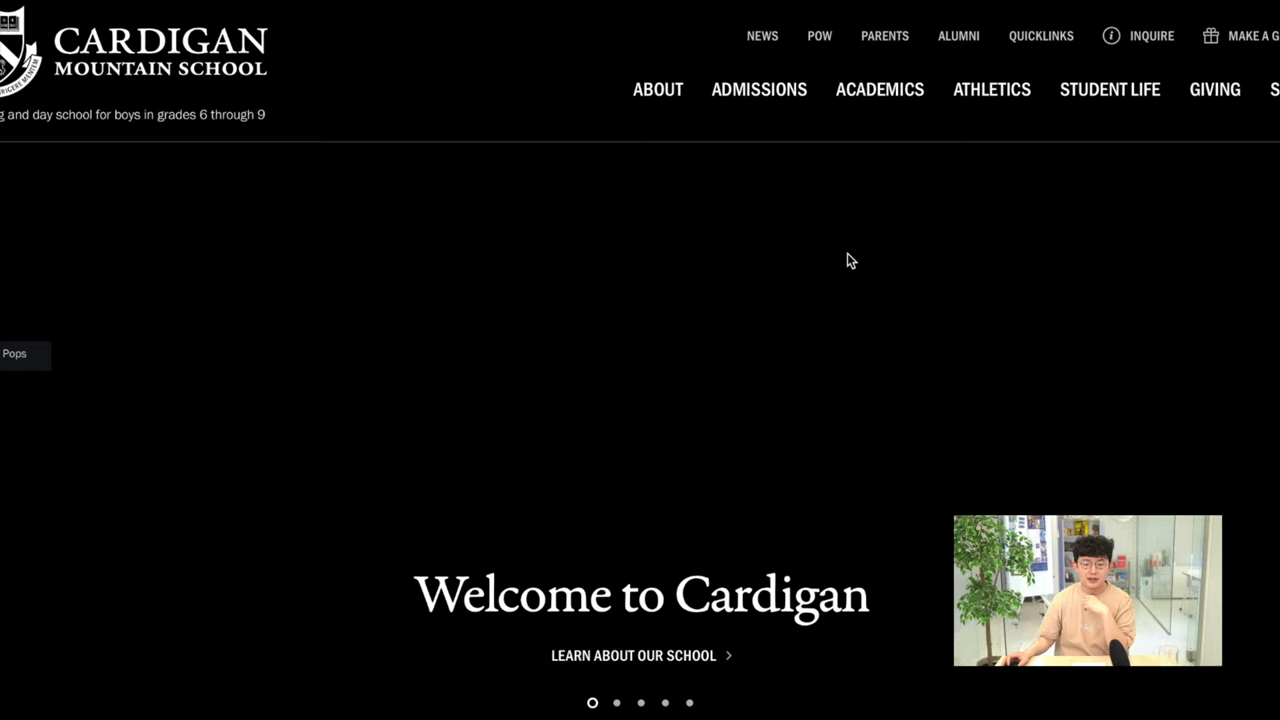 CARDIGAN
MOUNTAIN SCHOOL
g and day school for boys in grades 6 through 9
NEWS POW PARENTS ALUMNI QUICKLINKS INQUIRE MAKE A G
ABOUT ADMISSIONS ACADEMICS ATHLETICS STUDENT LIFE GIVING S
Pops
Welcome to Cardigan
LEARN ABOUT OUR SCHOOL